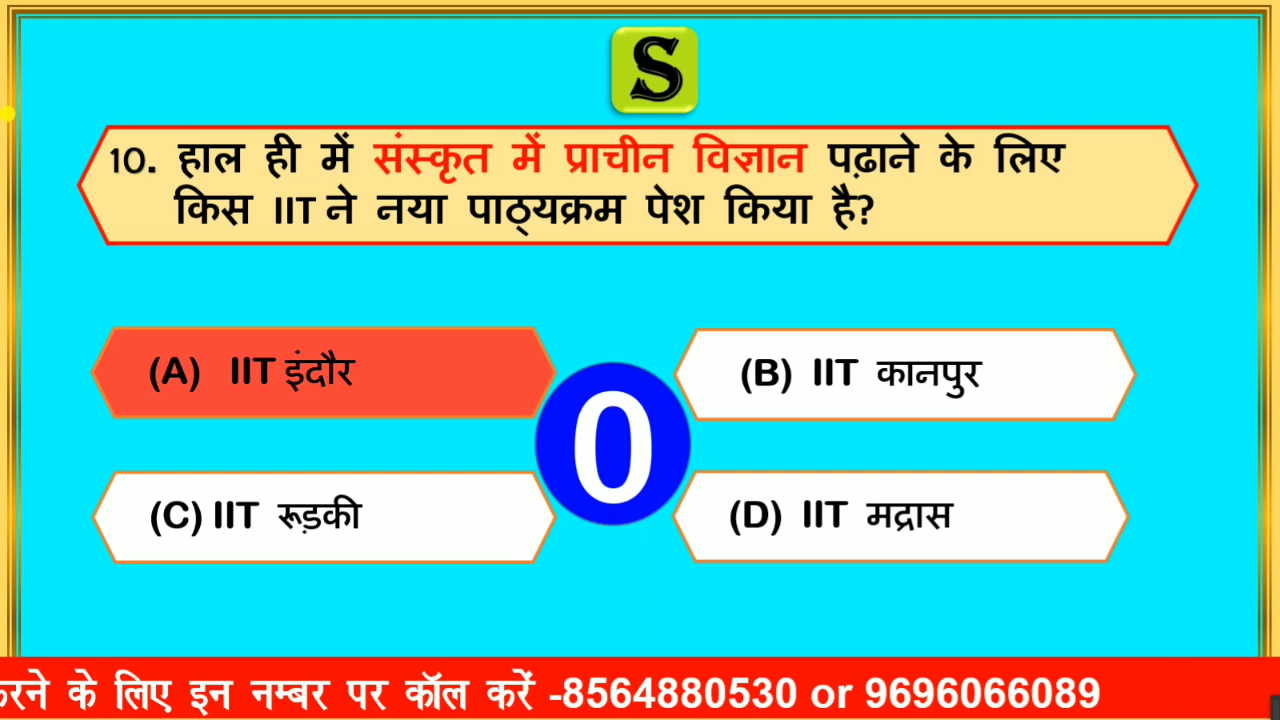 S
10. हाल ही में संस्कृत में प्राचीन विज्ञान पढ़ाने के लिए
किस IIT ने नया पाठ्यक्रम पेश किया है?
(A) IIT इंदौर
(B) IIT कानपुर
0
(C) IIT रूड़की
(D) IIT मद्रास
के लिए इन नम्बर पर कॉल करें -8564880530 or 9696066089